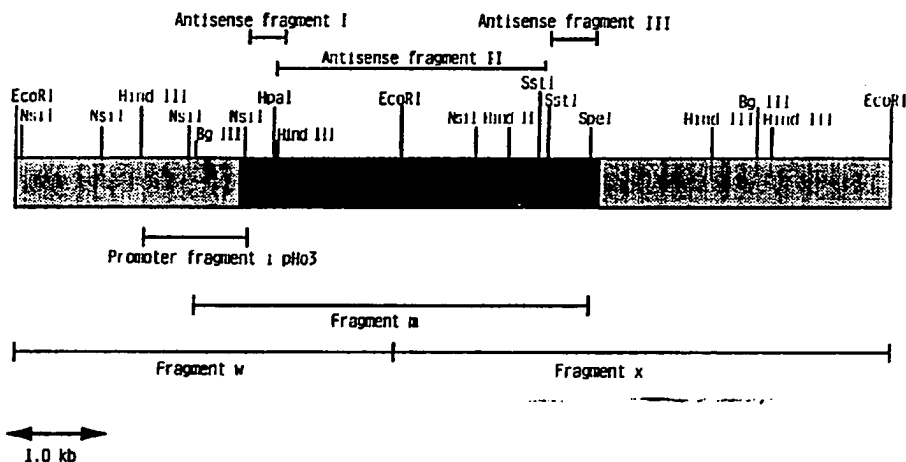 Antisense fragment I
Antisense fragment III
Antisense fragment II
SstI
EcoRI Hind III HpaI EcoRI SstI Bg III EcoRI
NsiI NsiI NsiI NsiI NsiI Hind II SpeI Hind III
Bg III Hind III Hind III
Promoter fragment : pHo3
Fragment m
Fragment w
Fragment x
1.0 kb